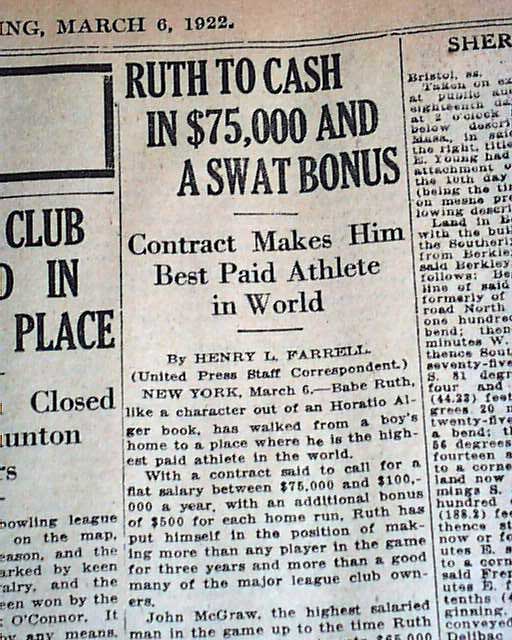 ING, MARCH 6, 1922.
CLUB
IN
PLACE
Closed
unton
bowling league
on the map,
eason, and the
arked by keen
alry, and the
een won by the
O'Connor. It
by any means.
RUTH TO CASH
IN $75,000 AND
A SWAT BONUS
Contract Makes Him
Best Paid Athlete
in World
By HENRY L. FARRELL.
(United Press Staff Correspondent.)
NEW YORK, March 6.—Babe Ruth,
like a character out of an Horatio Al-
ger book, has walked from a boy's
home to a place where he is the high-
est paid athlete in the world.
With a contract said to call for a
flat salary between $75,000 and $100,-
000 a year, with an additional bonus
of $500 for each home run, Ruth has
put himself in the position of mak-
ing more than any player in the game
for three years and more than a good
many of the major league club own-
ers.
John McGraw, the highest salaried
man in the game up to the time Ruth
SHER
Bristol, ss.
Taken on ex
at public auc
eighteenth da
at 2 o'clock
below descri
Mass., in said
the right, title
E. Young had
attachment
the 10th day
(being the ti
on mesne pro
lowing descri
Land in B
with the bui
the Southerl
from Berkle
said Berkley
follows: Be
line of said
formerly of
road North
one hundred
bend; then
minutes W.
thence Sout
seventy-five
S. 81 degr
four and
(44.23) feet
grees 20 m
twenty-five
a bend; th
56 degrees
fourteen a
to a corne
land now
mings S.
hundred
(188.2) fee
thence st
now or fo
utes E. s
to a corn
said Fre
utes E. f
tenths (4
ginning,
conveyed